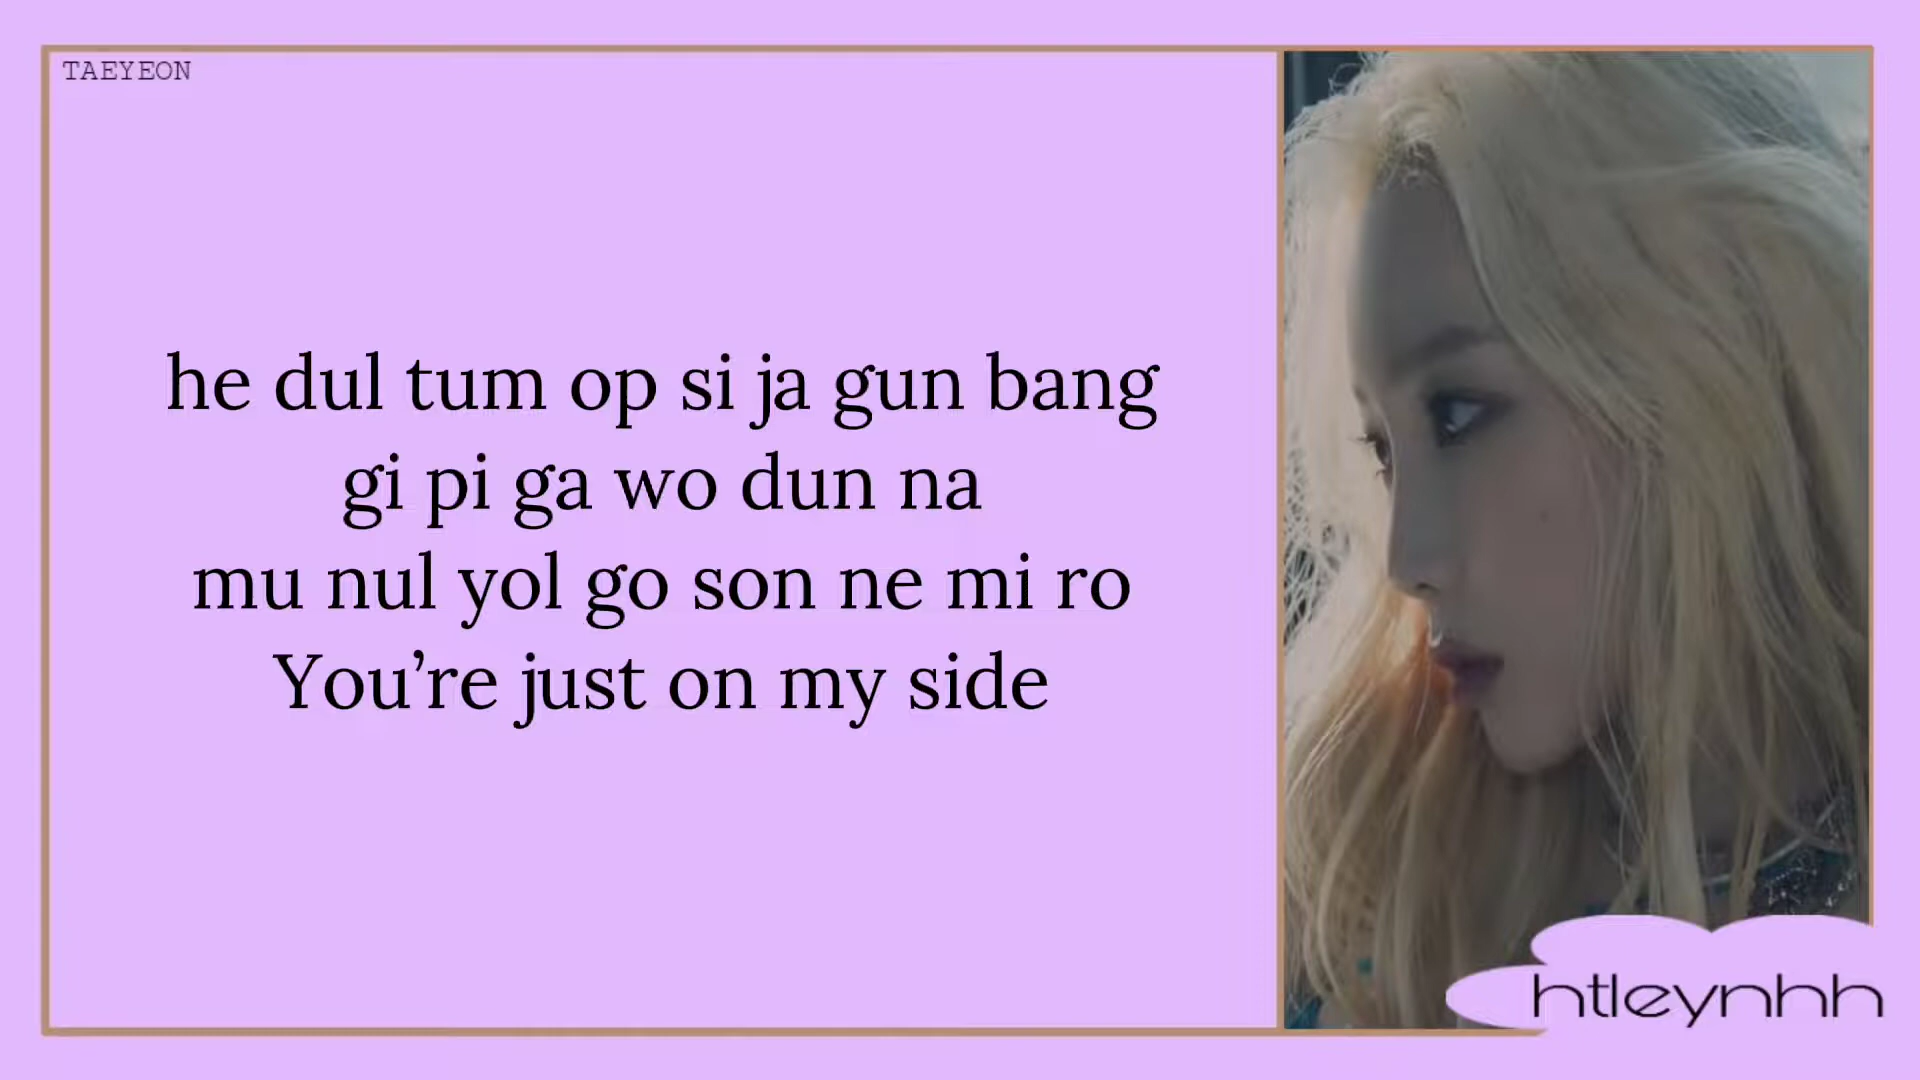 TAEYEON
he dul tum op si ja gun bang
gi pi ga wo dun na
mu nul yol go son ne mi ro
You’re just on my side
htleynhh